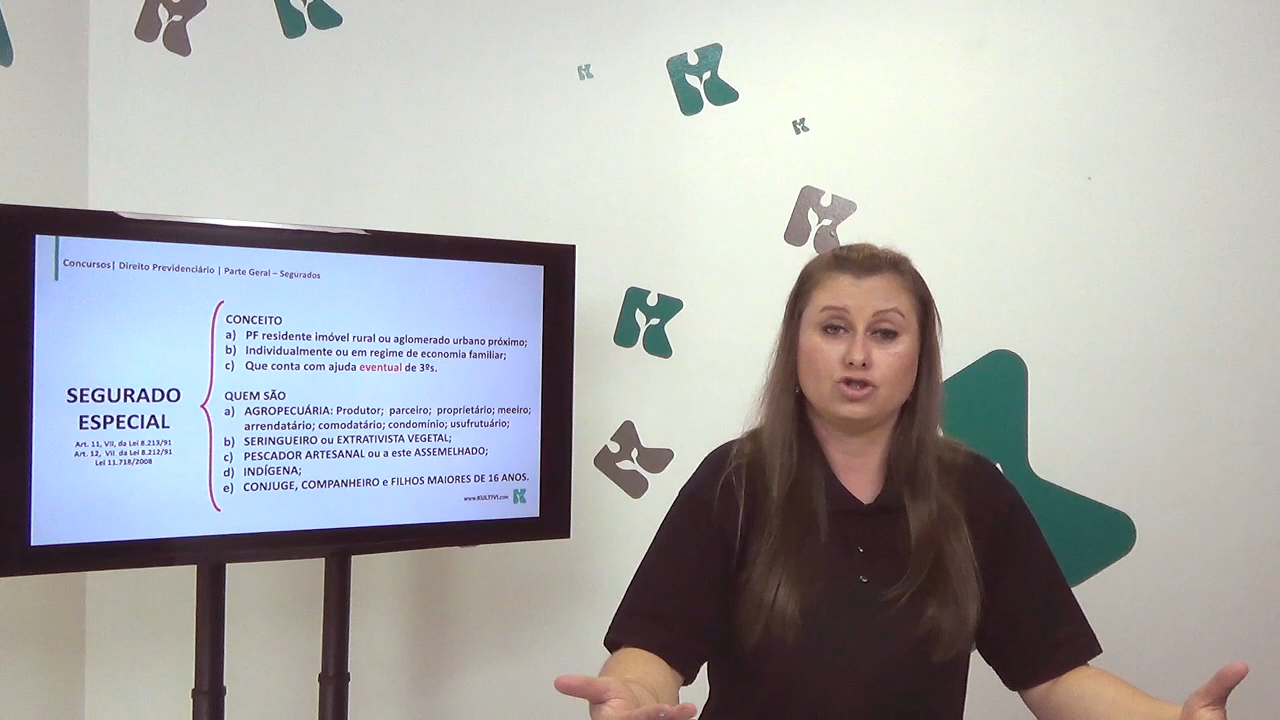 Concursos| Direito Previdenciário | Parte Geral – Segurados
CONCEITO
a) PF residente imóvel rural ou aglomerado urbano próximo;
b) Individualmente ou em regime de economia familiar;
c) Que conta com ajuda eventual de 3ºs.
SEGURADO
ESPECIAL
Art. 11, VII, da Lei 8.213/91
Art. 12, VII da Lei 8.212/91
Lei 11.718/2008
QUEM SÃO
a) AGROPECUÁRIA: Produtor; parceiro; proprietário; meeiro;
arrendatário; comodatário; condomínio; usufrutuário;
b) SERINGUEIRO ou EXTRATIVISTA VEGETAL;
c) PESCADOR ARTESANAL ou a este ASSEMELHADO;
d) INDÍGENA;
e) CONJUGE, COMPANHEIRO e FILHOS MAIORES DE 16 ANOS.
www.KULTIVI.com